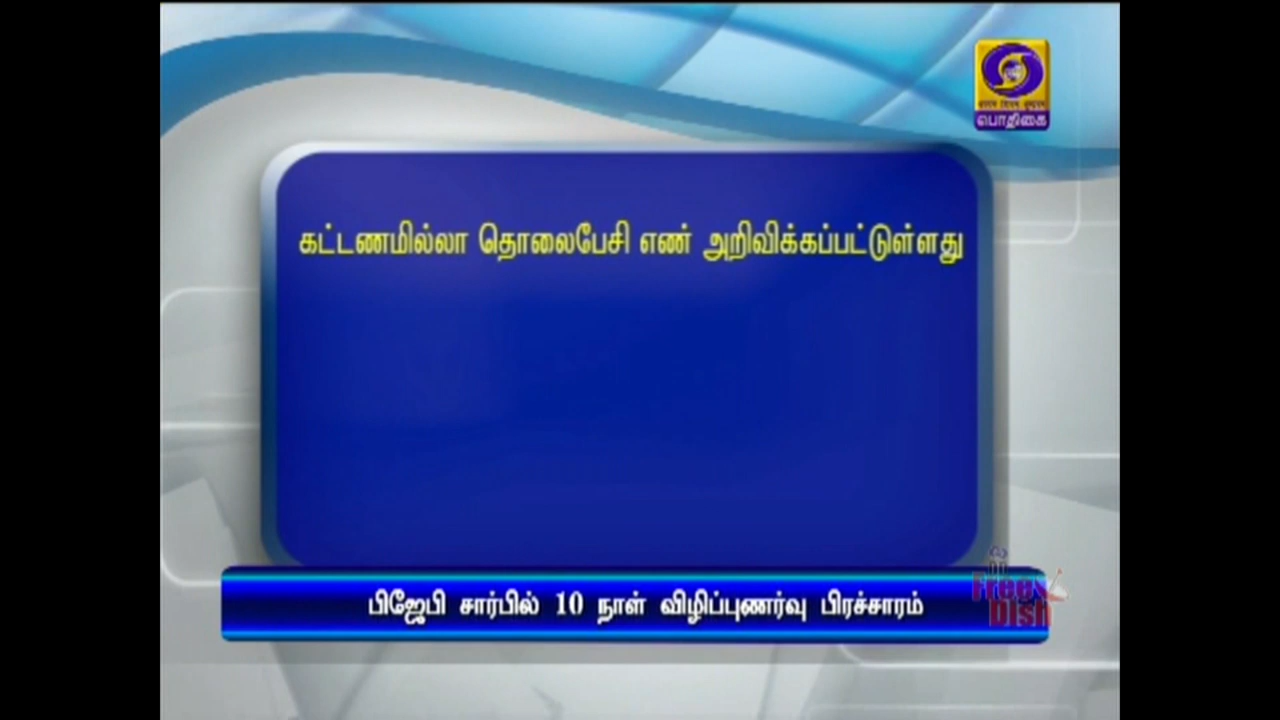 பொதிகை
கட்டணமில்லா தொலைபேசி எண் அறிவிக்கப்பட்டுள்ளது
பிஜேபி சார்பில் 10 நாள் விழிப்புணர்வு பிரச்சாரம்
Free
Dish